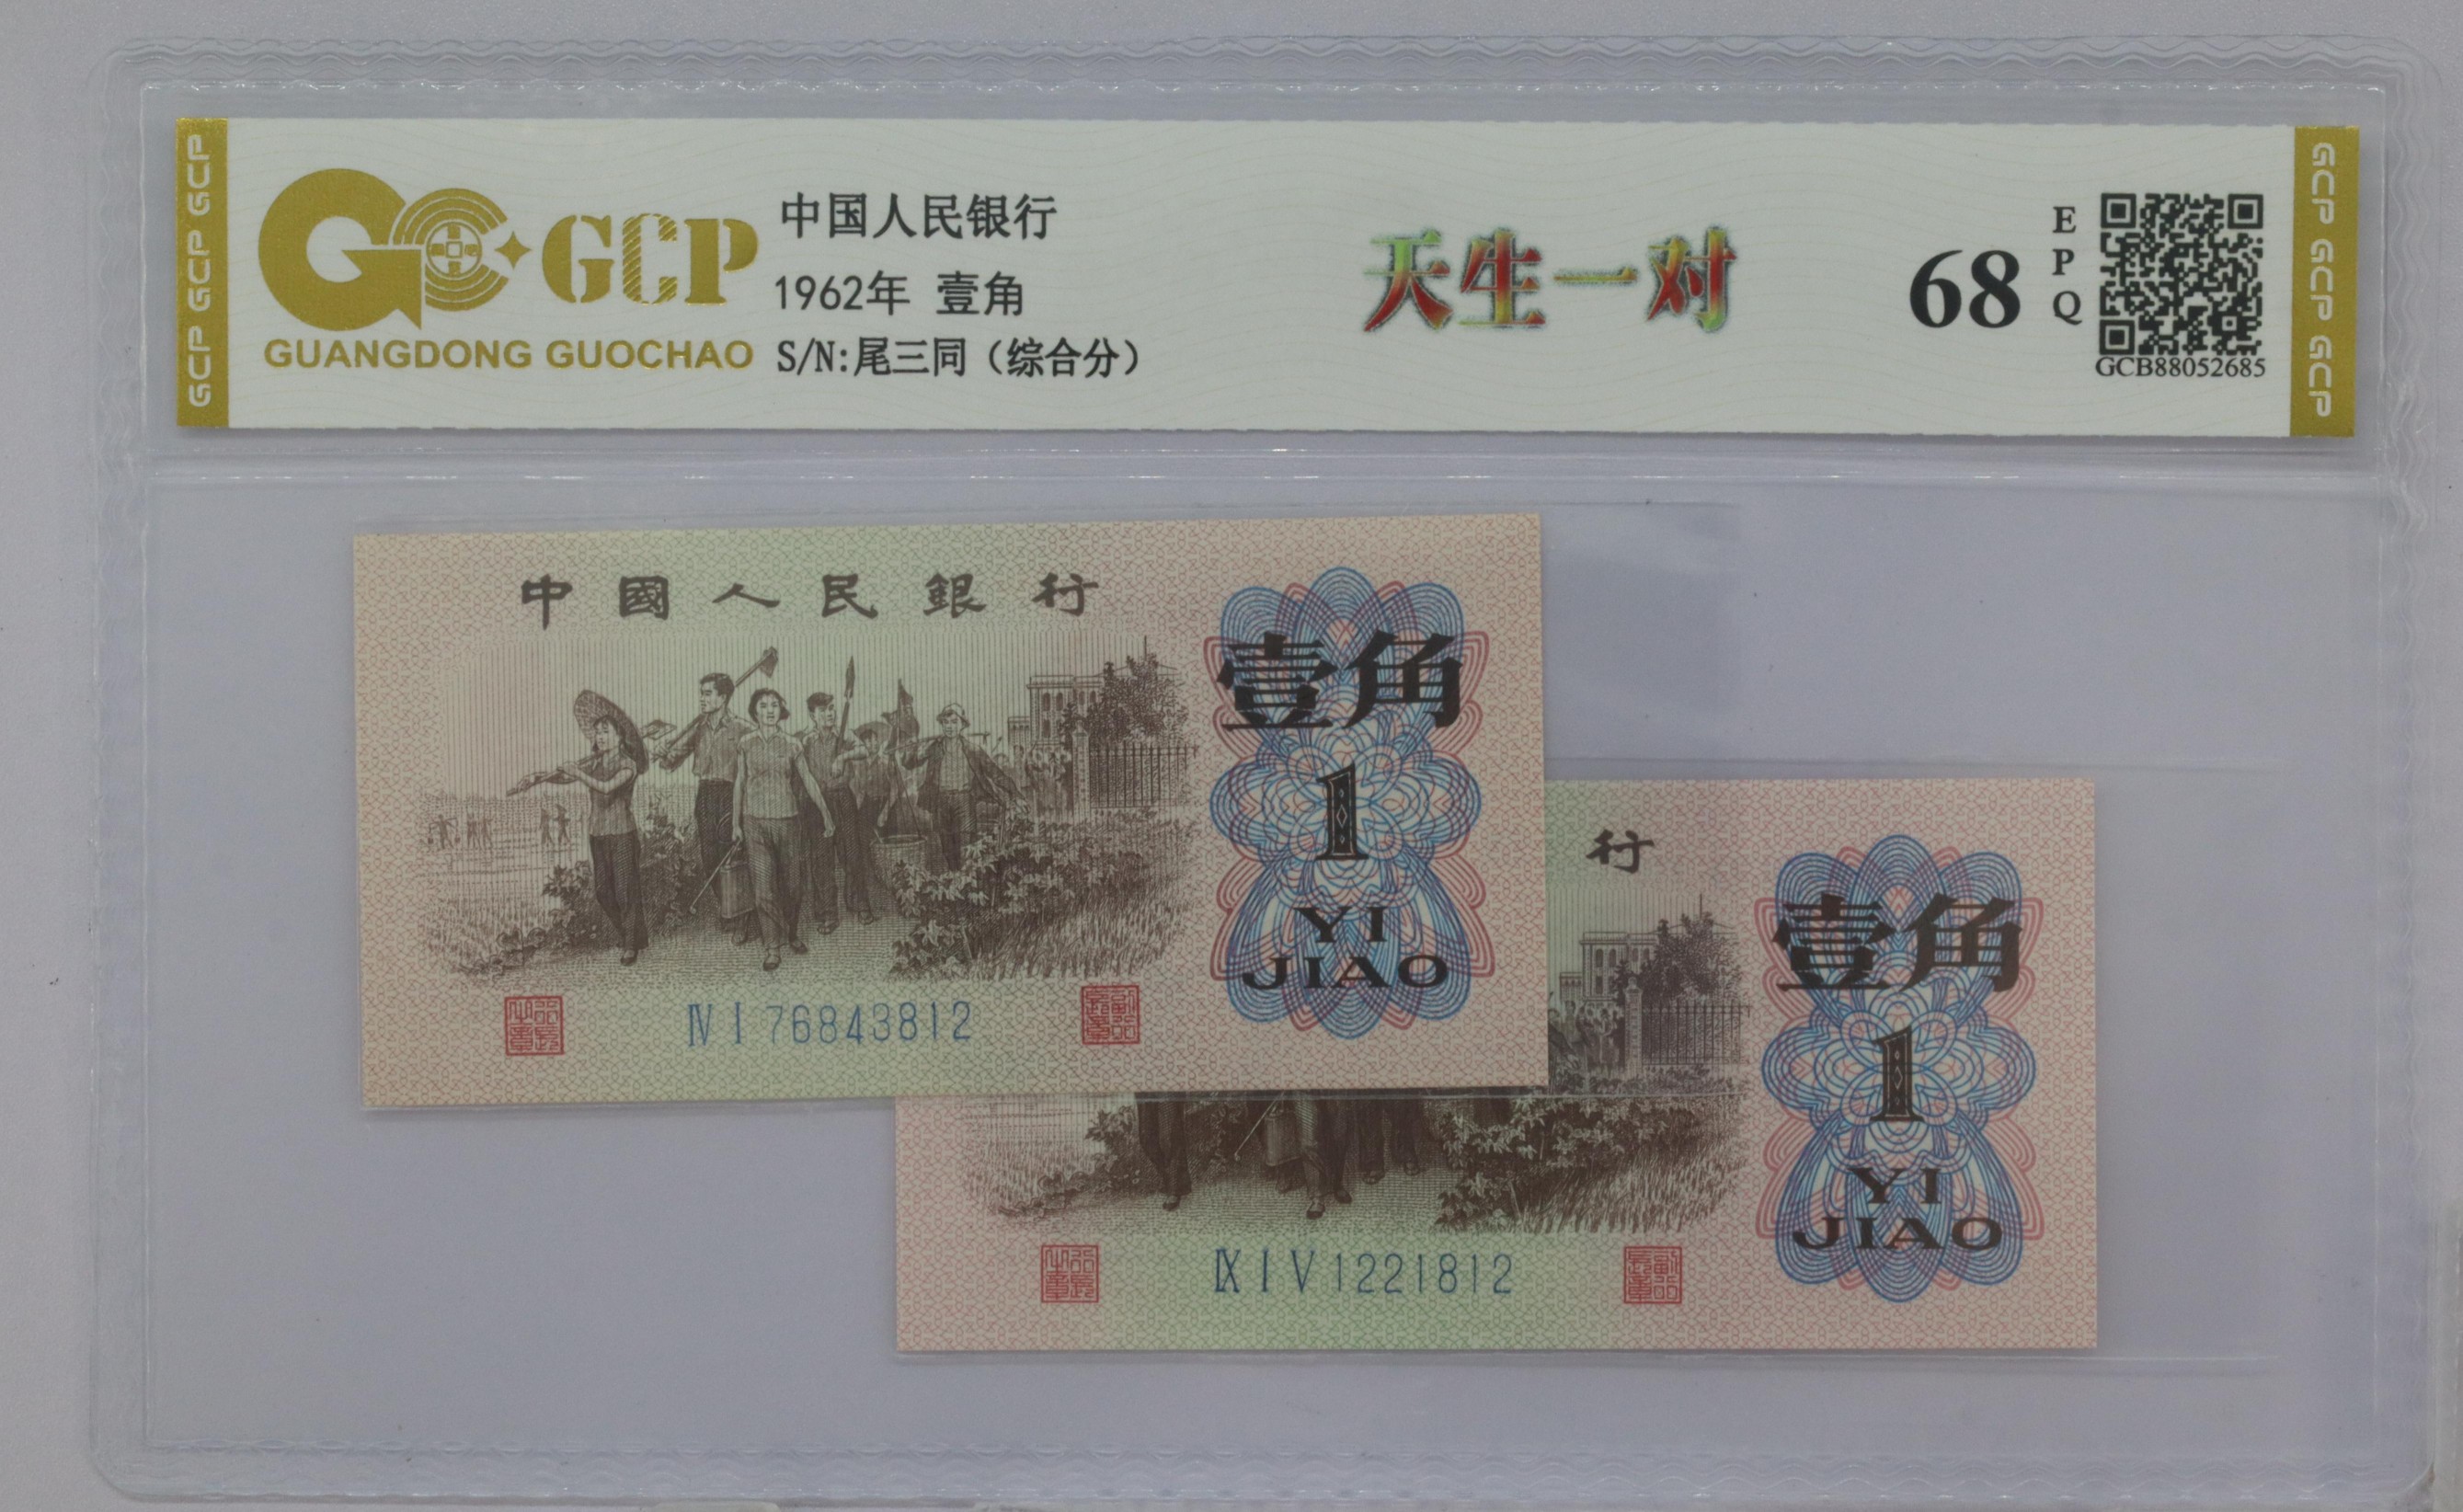 GCP GCP GCP
GCP
GUANGDONG GUOCHAO
中国人民银行
1962年 壹角
S/N:尾三同（综合分）
天生一对
68
EPQ
GCB88052685
GCP GCP GCP
中國人民銀行
壹角
1
YI
JIAO
Ⅳ Ⅰ 76843812
行
壹角
1
YI
JIAO
Ⅸ Ⅰ Ⅴ 1221812